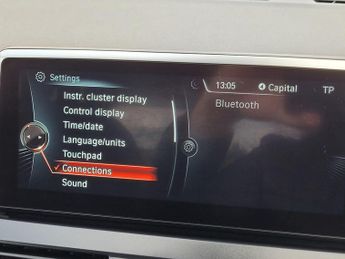 Settings
13:05 Capital TP
Instr. cluster display
Bluetooth
Control display
Time/date
Language/units
Touchpad
Connections
Sound